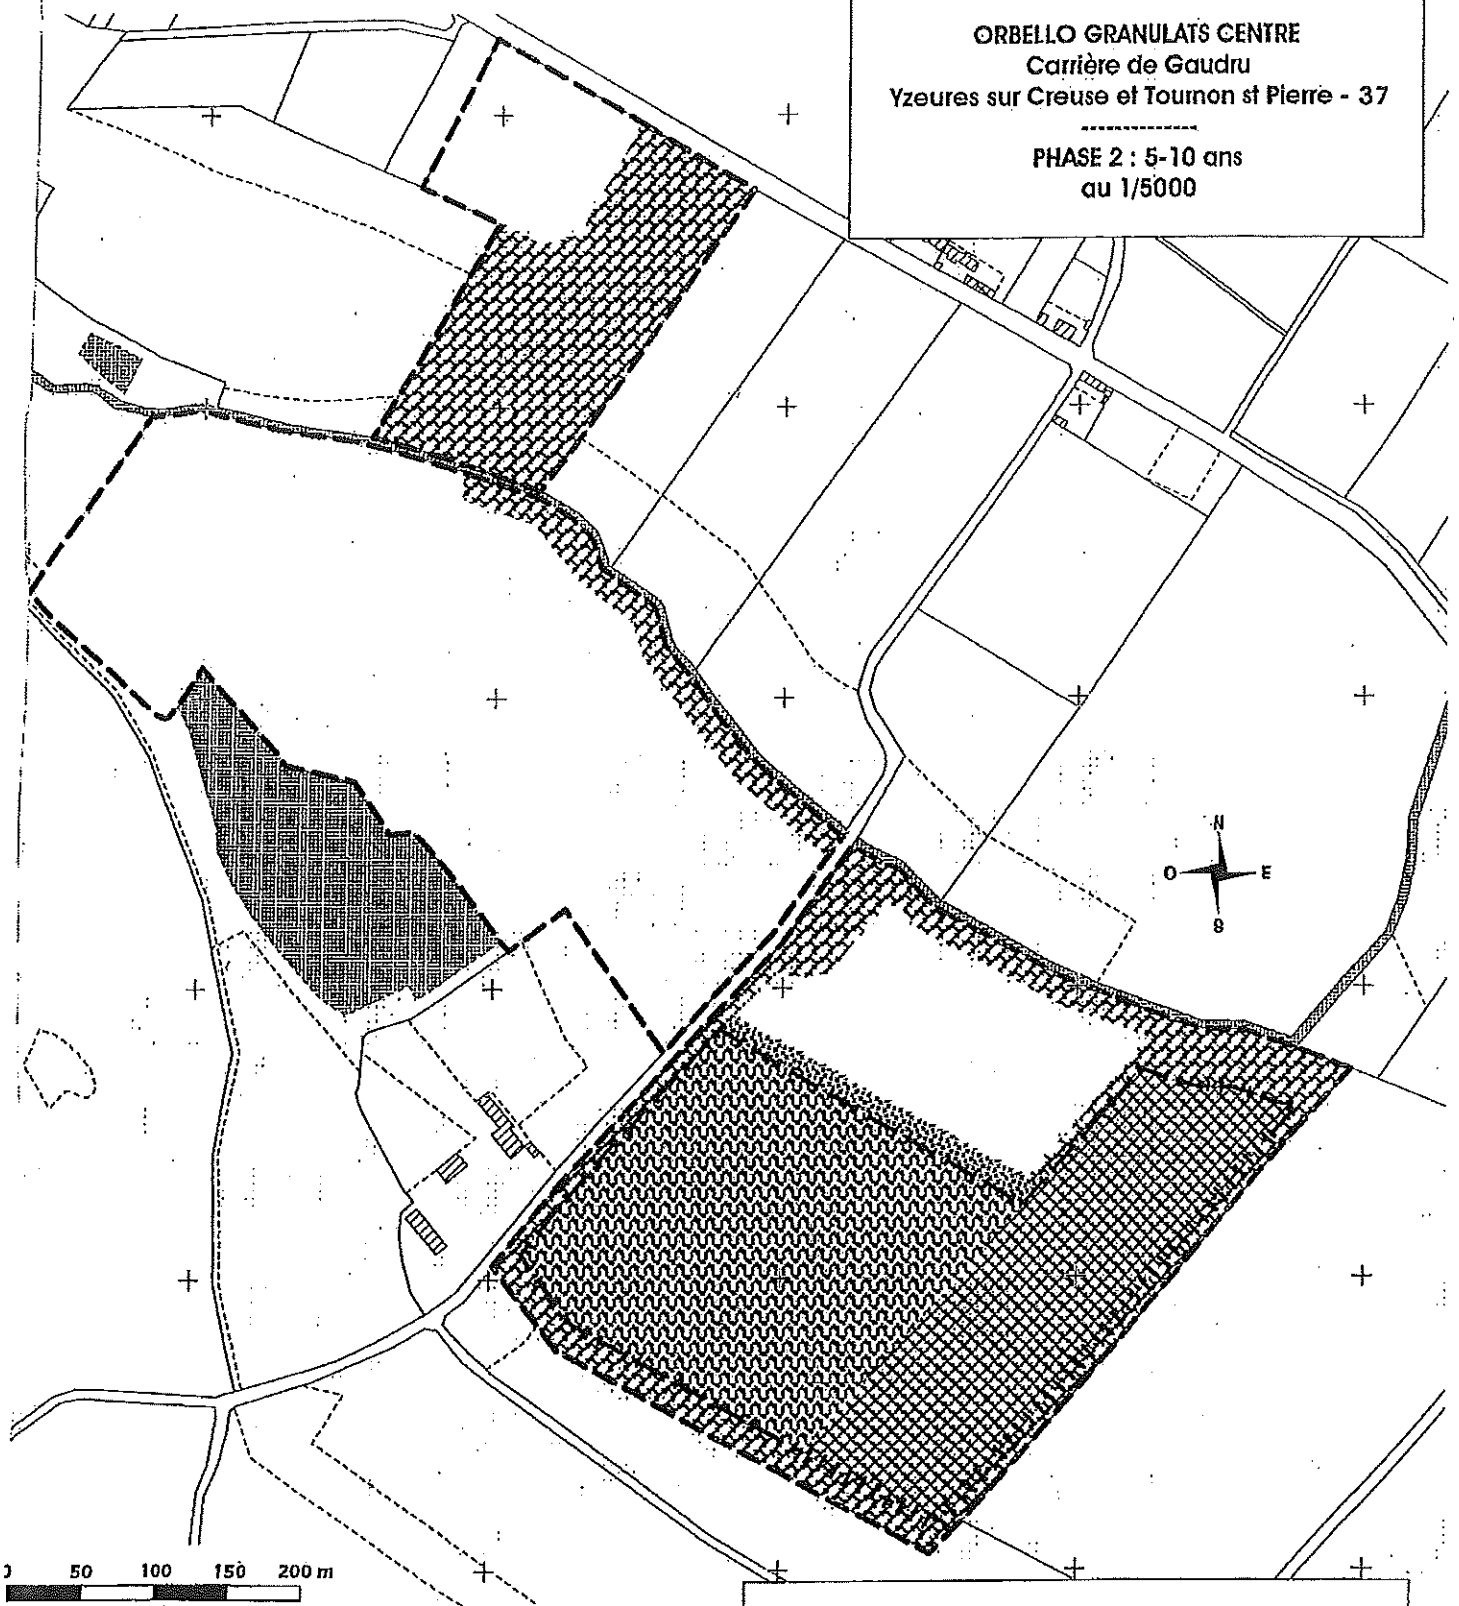 ORBELLO GRANULATS CENTRE
Carrière de Gaudru
Yzeures sur Creuse et Tournon st Pierre - 37
PHASE 2 : 5-10 ans
au 1/5000
N
O E
S
50 100 150 200 m